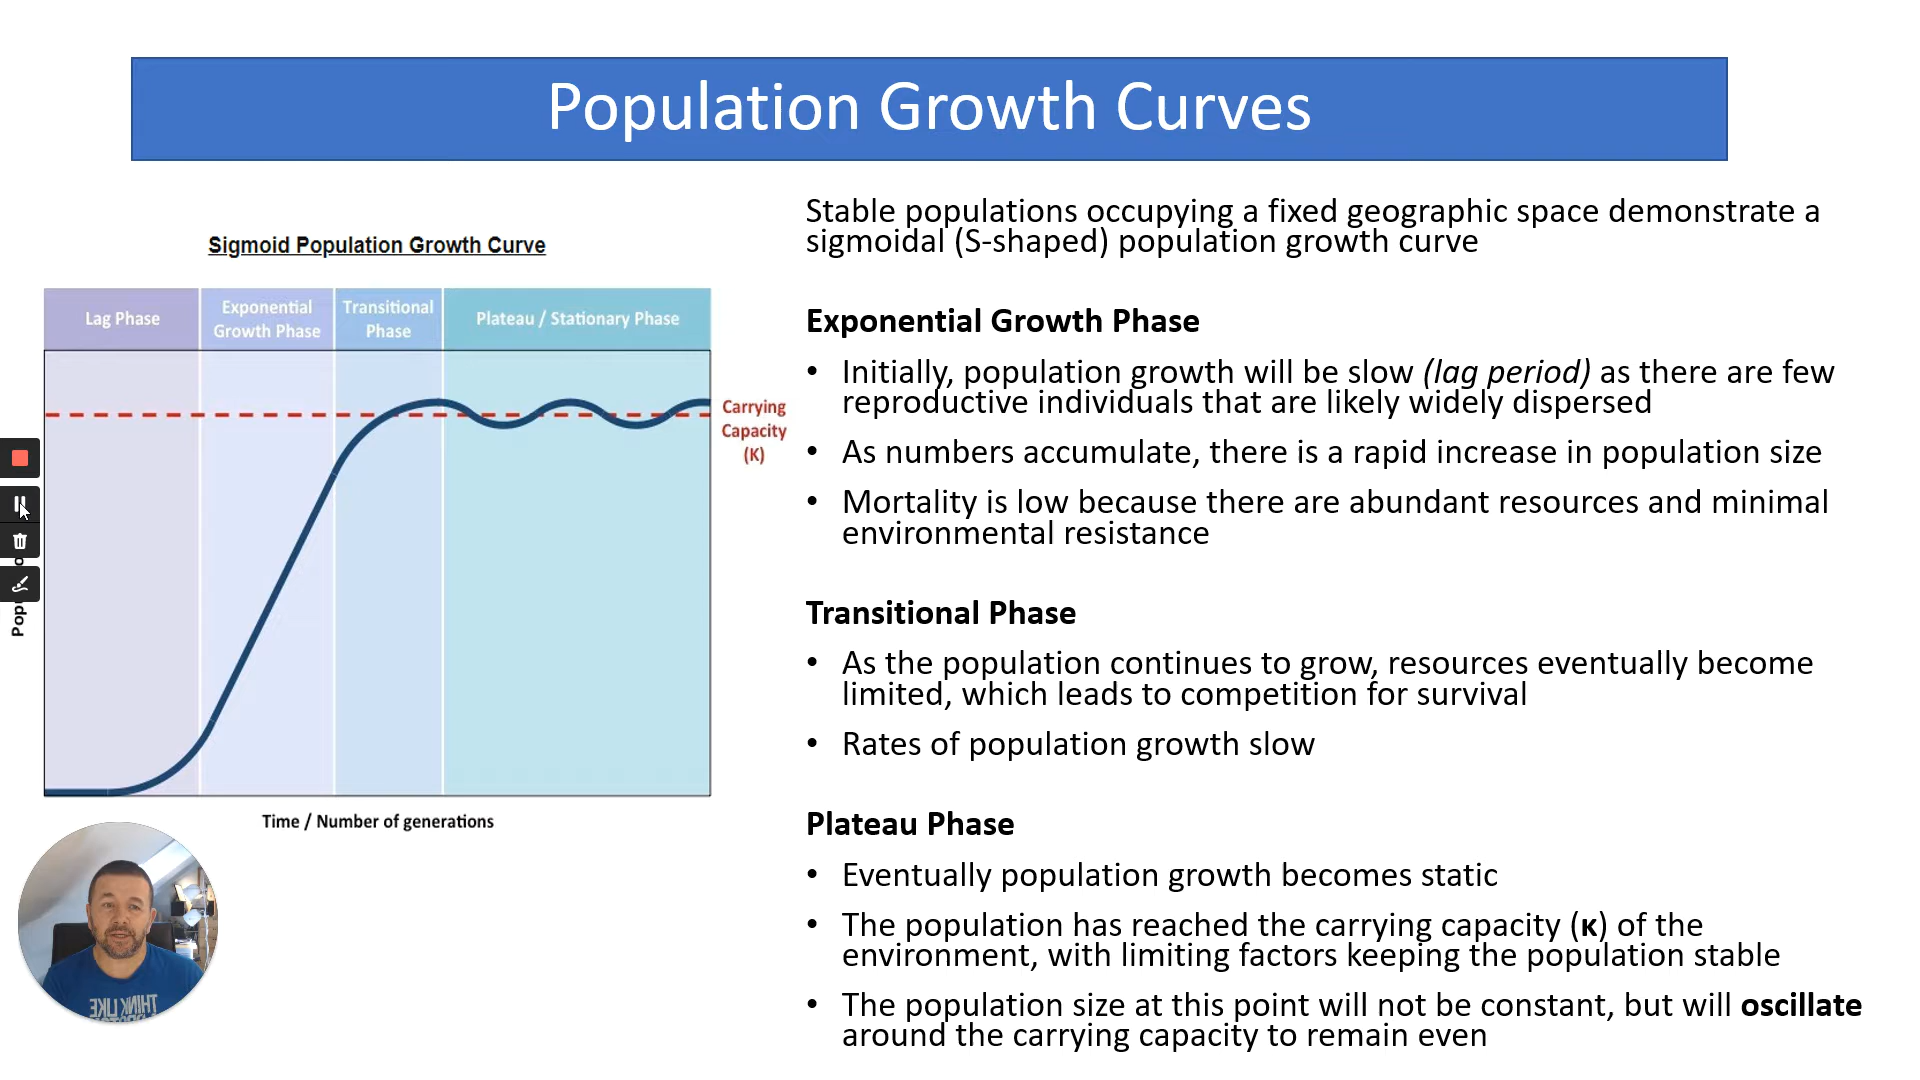 Population Growth Curves
Sigmoid Population Growth Curve
Lag Phase
Exponential
Growth Phase
Transitional
Phase
Plateau / Stationary Phase
Carrying
Capacity
(K)
Time / Number of generations
Stable populations occupying a fixed geographic space demonstrate a
sigmoidal (S-shaped) population growth curve
Exponential Growth Phase
• Initially, population growth will be slow (lag period) as there are few
reproductive individuals that are likely widely dispersed
• As numbers accumulate, there is a rapid increase in population size
• Mortality is low because there are abundant resources and minimal
environmental resistance
Transitional Phase
• As the population continues to grow, resources eventually become
limited, which leads to competition for survival
• Rates of population growth slow
Plateau Phase
• Eventually population growth becomes static
• The population has reached the carrying capacity (κ) of the
environment, with limiting factors keeping the population stable
• The population size at this point will not be constant, but will oscillate
around the carrying capacity to remain even
THINK LIKE